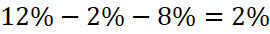 12% − 2% − 8% = 2%